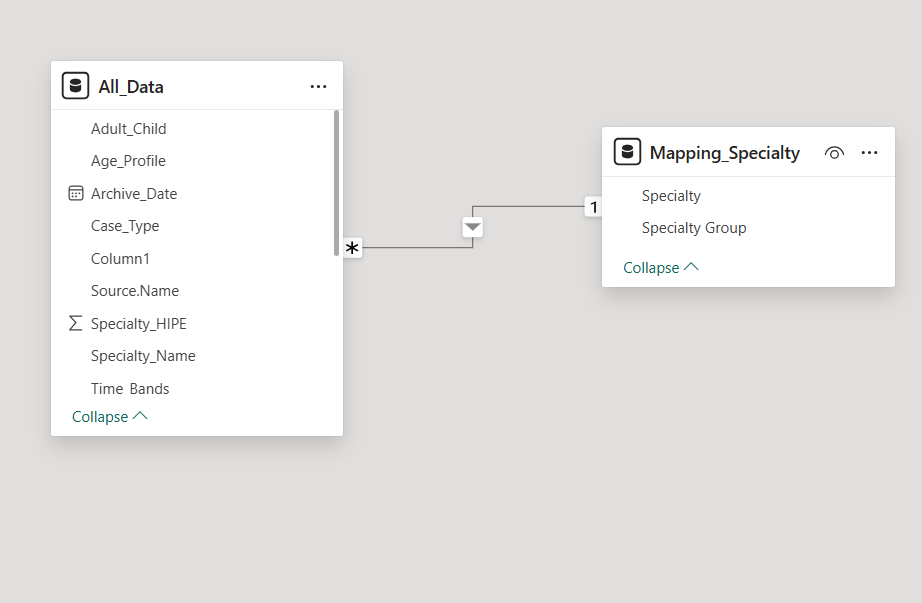 All_Data
Adult_Child
Age_Profile
Archive_Date
Case_Type
Column1
Source.Name
Specialty_HIPE
Specialty_Name
Time Bands
Collapse
*
1
Mapping_Specialty
Specialty
Specialty Group
Collapse